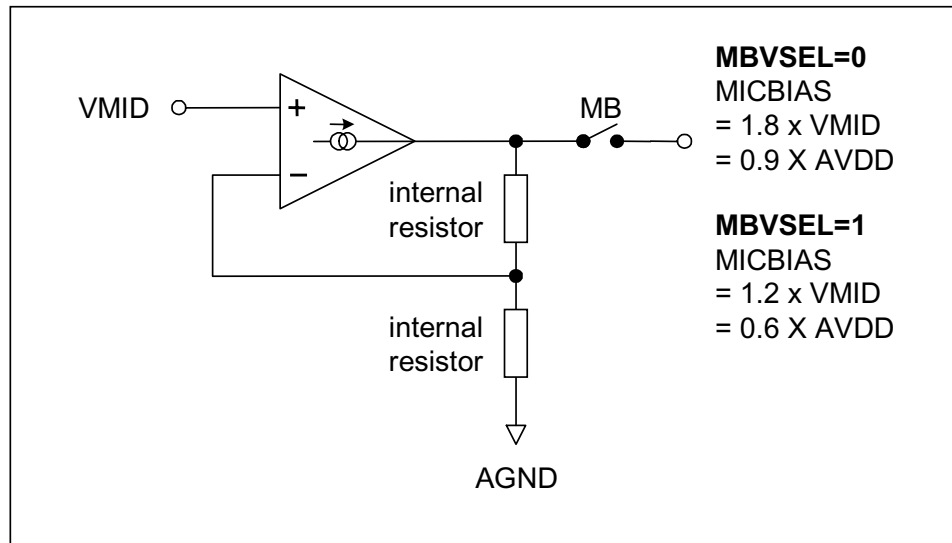 VMID
+
−
MB
internal
resistor
internal
resistor
AGND
MBVSEL=0
MICBIAS
= 1.8 x VMID
= 0.9 X AVDD
MBVSEL=1
MICBIAS
= 1.2 x VMID
= 0.6 X AVDD